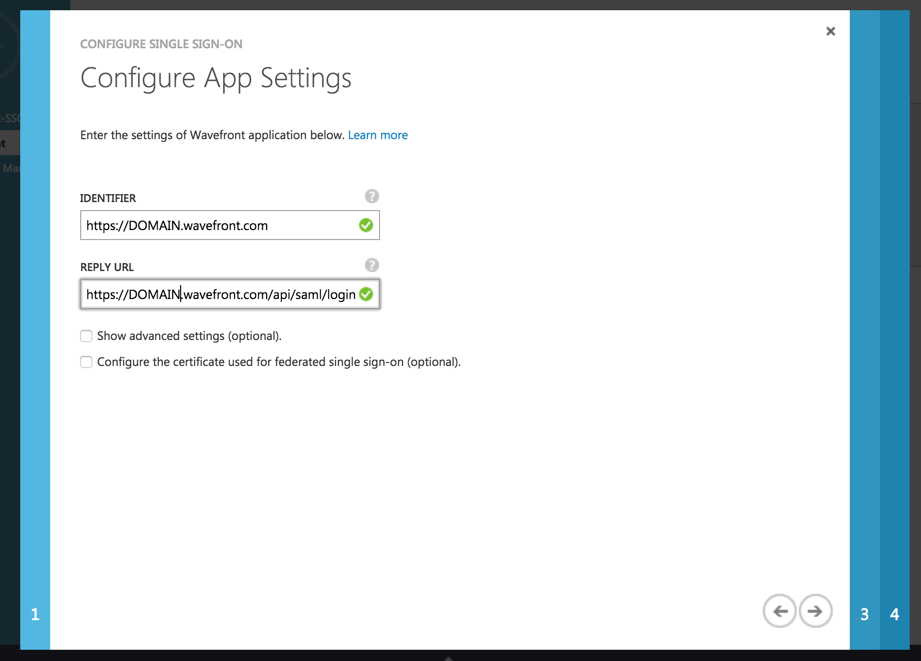 CONFIGURE SINGLE SIGN-ON
Configure App Settings
Enter the settings of Wavefront application below. Learn more
IDENTIFIER ?
https://DOMAIN.wavefront.com
REPLY URL ?
https://DOMAIN.wavefront.com/api/saml/login
Show advanced settings (optional).
Configure the certificate used for federated single sign-on (optional).
1 3 4